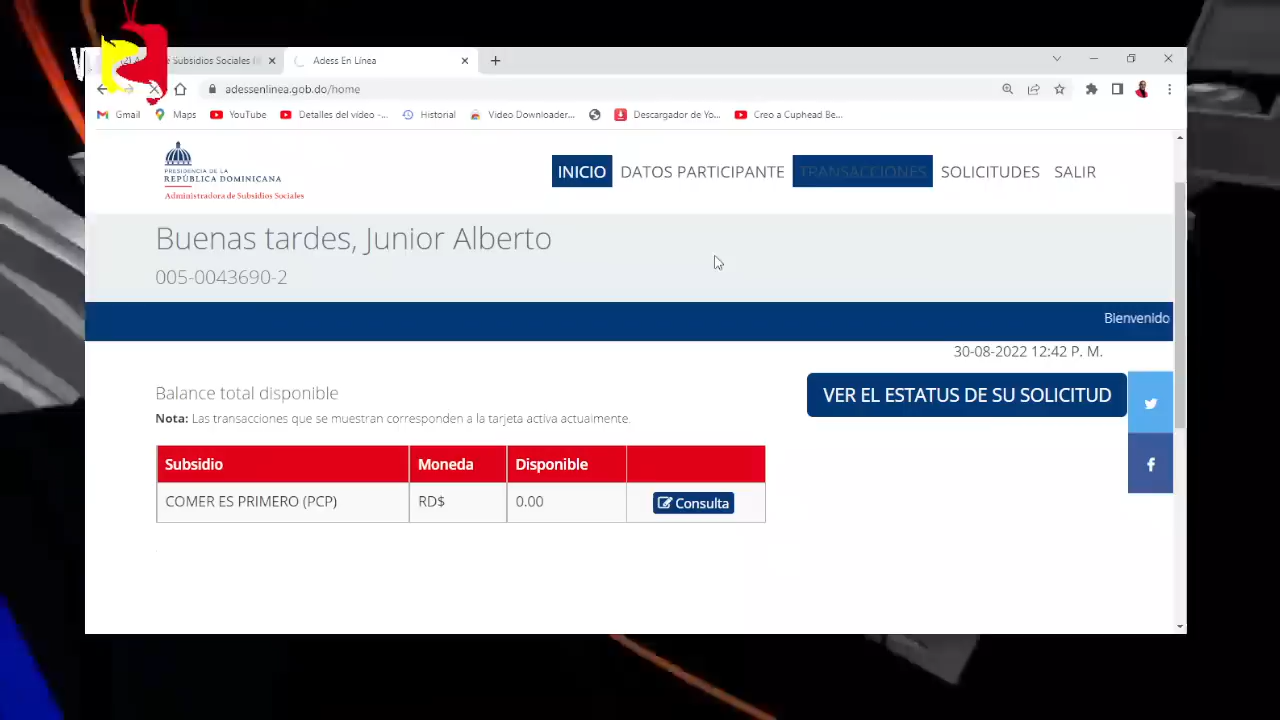 V
de Subsidios Sociales (
Adess En Línea
adessenlinea.gob.do/home
Gmail
Maps
YouTube
Detalles del vídeo -...
Historial
Video Downloader...
Descargador de Yo...
Creo a Cuphead Be...
PRESIDENCIA DE LA
REPÚBLICA DOMINICANA
Administradora de Subsidios Sociales
INICIO
DATOS PARTICIPANTE
TRANSACCIONES
SOLICITUDES
SALIR
Buenas tardes, Junior Alberto
005-0043690-2
Bienvenido
30-08-2022 12:42 P. M.
Balance total disponible
VER EL ESTATUS DE SU SOLICITUD
Nota: Las transacciones que se muestran corresponden a la tarjeta activa actualmente.
Subsidio Moneda Disponible
COMER ES PRIMERO (PCP) RD$ 0.00 Consulta